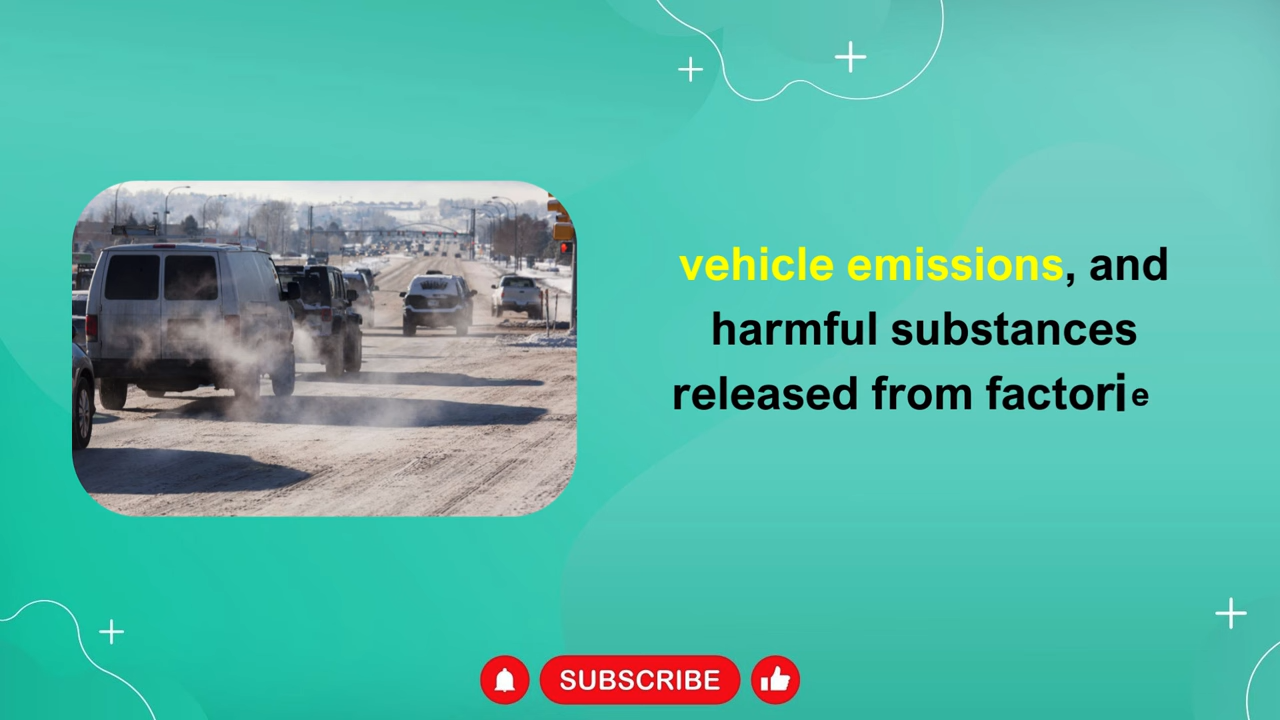 vehicle emissions, and
harmful substances
released from factorie
SUBSCRIBE